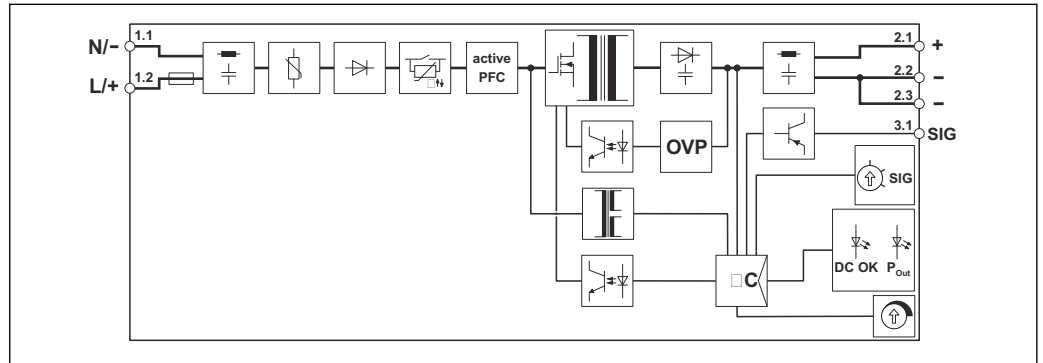 N/−
1.1
L/+
1.2
active
PFC
OVP
2.1
+
2.2
−
2.3
−
3.1
SIG
SIG
DC OK
P Out
□C